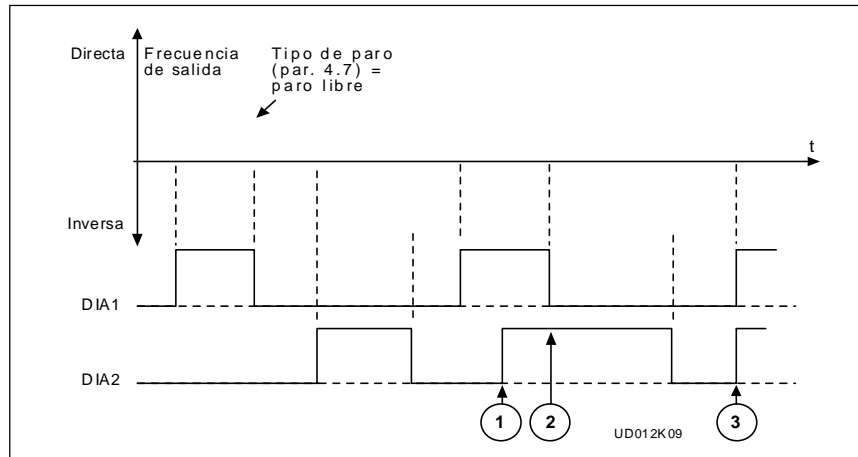 Directa
Frecuencia
de salida
Tipo de paro
(par. 4.7) =
paro libre
t
Inversa
DIA1
DIA2
1
2
3
UD012K09